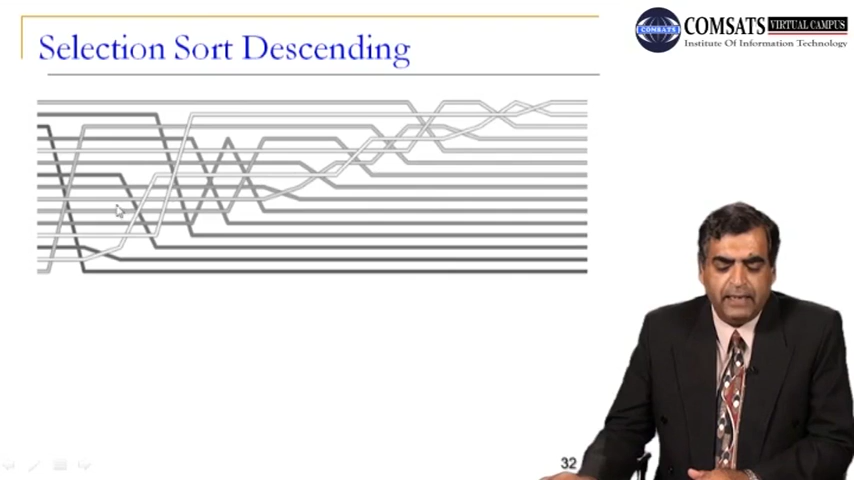 Selection Sort Descending
COMSATS VIRTUAL CAMPUS
Institute Of Information Technology
COMSATS
32